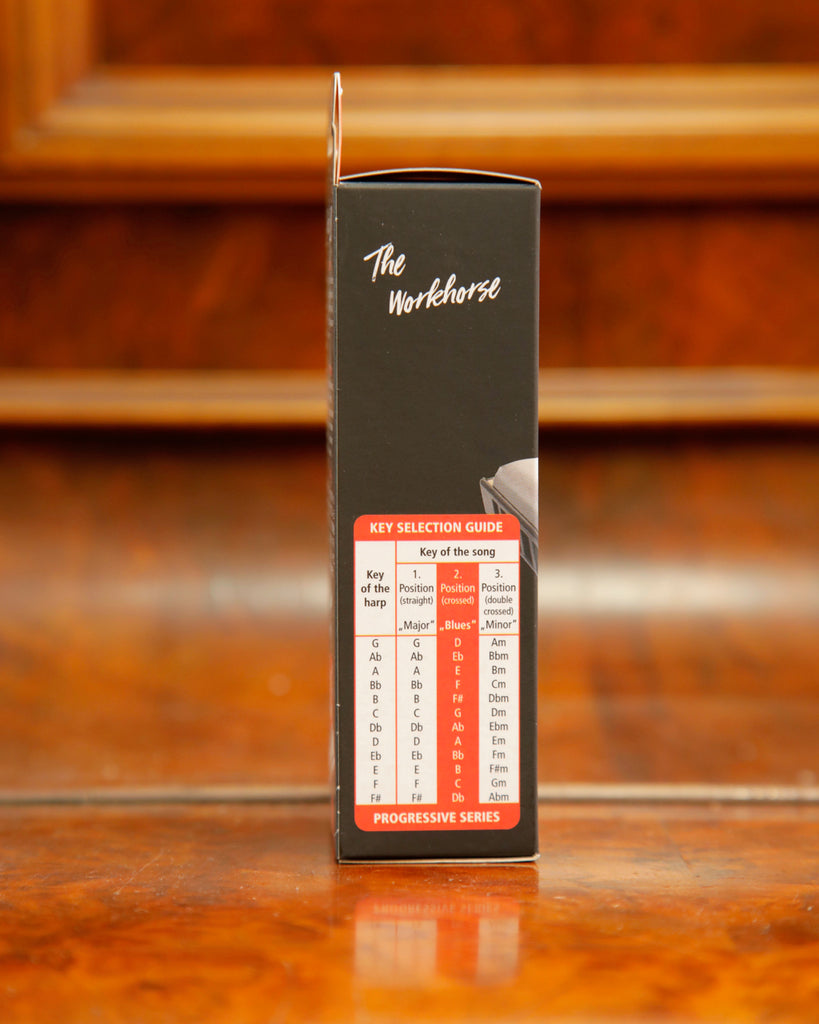 The
Workhorse
KEY SELECTION GUIDE
Key of the harp Key of the song
1. Position (straight) „Major" 2. Position (crossed) „Blues" 3. Position (double crossed) „Minor"
G G D Am
Ab Ab Eb Bbm
A A E Bm
Bb Bb F Cm
B B F# Dbm
C C G Dm
Db Db Ab Ebm
D D A Em
Eb Eb Bb Fm
E E B F#m
F F C Gm
F# F# Db Abm
PROGRESSIVE SERIES